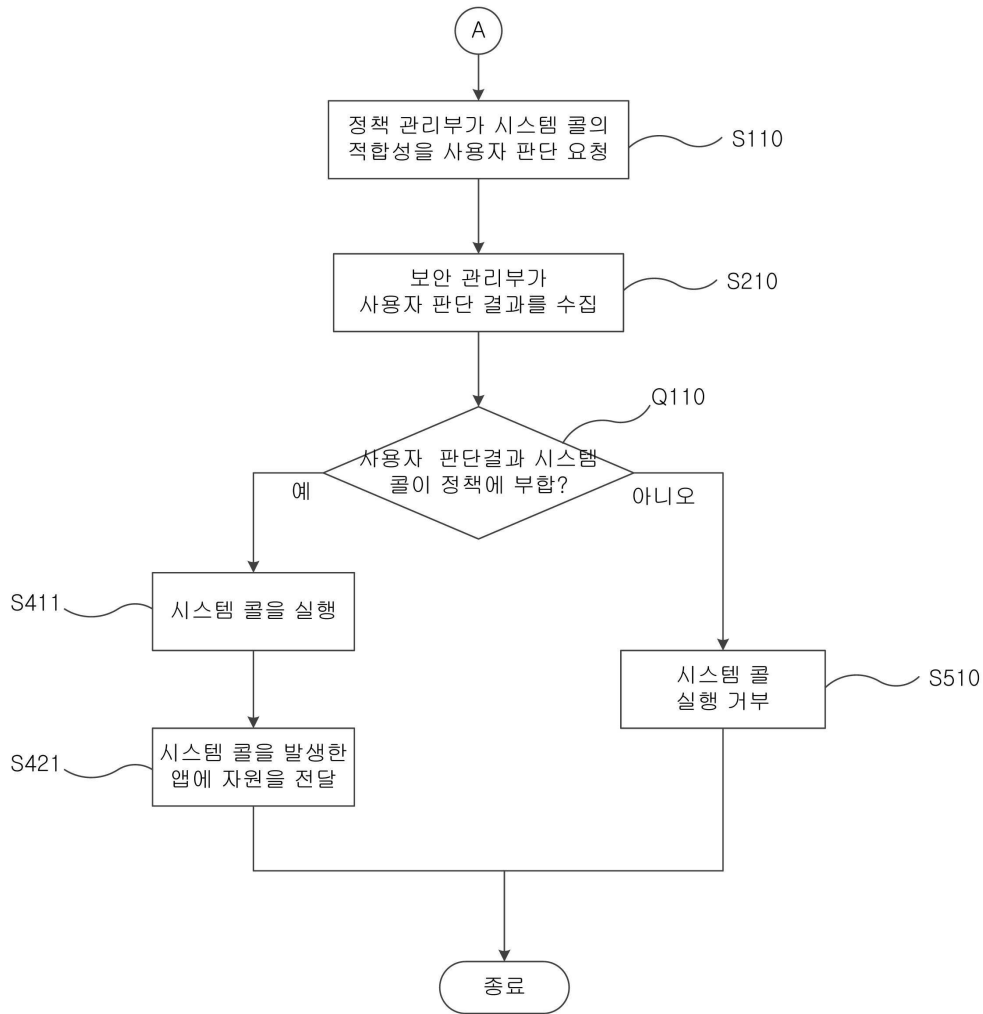 A
정책 관리부가 시스템 콜의
적합성을 사용자 판단 요청
S110
보안 관리부가
사용자 판단 결과를 수집
S210
Q110
사용자 판단결과 시스템
콜이 정책에 부합?
예
아니오
S411
시스템 콜을 실행
시스템 콜
실행 거부
S510
S421
시스템 콜을 발생한
앱에 자원을 전달
종료